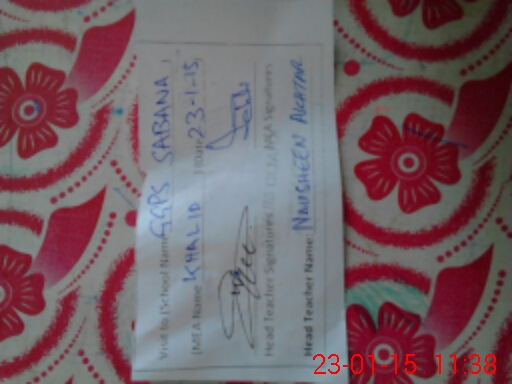 Visit to (School Name) GGPS SABANA,
(MEA Name) KHALID (Date) 23-1-15,
Head Teacher Signatures MEA Signatures
Head Teacher Name: NAUSHEEN AKHTAR
23-01-15 11:38